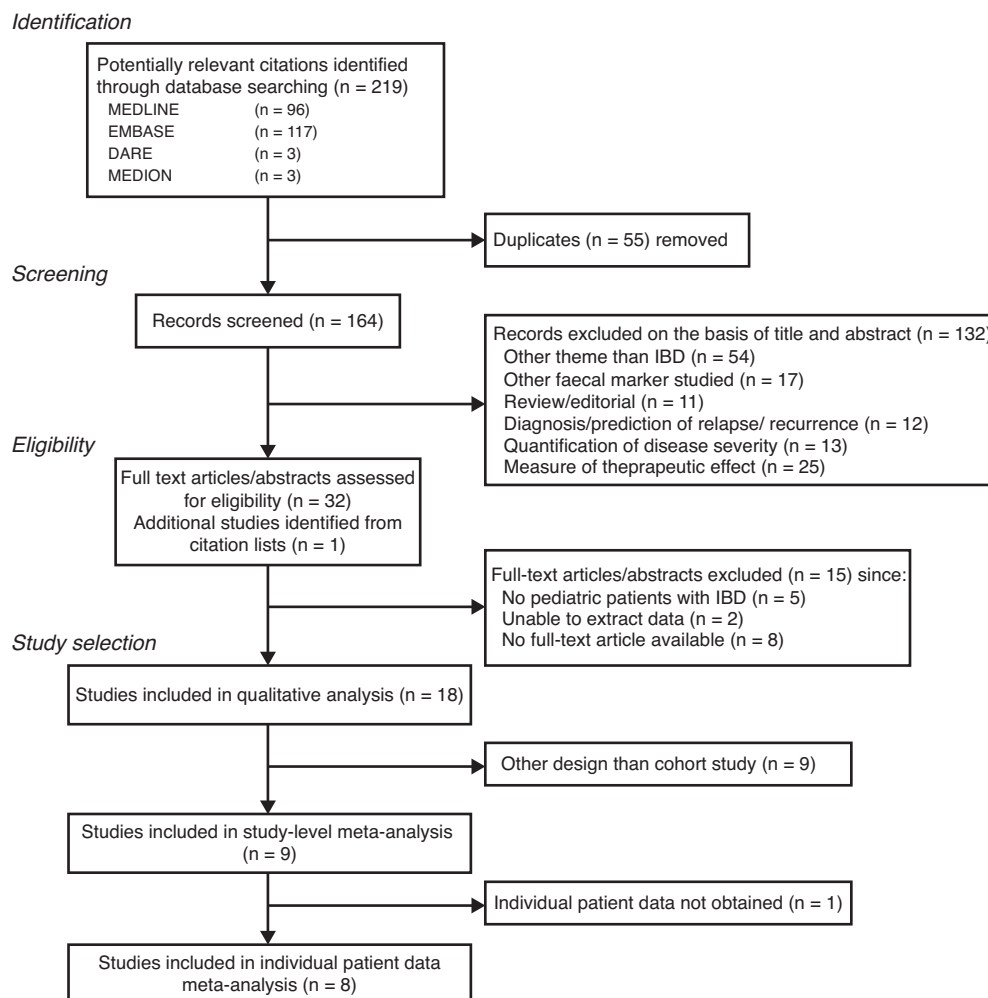 Identification
Potentially relevant citations identified
through database searching (n = 219)
MEDLINE (n = 96)
EMBASE (n = 117)
DARE (n = 3)
MEDION (n = 3)
Duplicates (n = 55) removed
Screening
Records screened (n = 164)
Records excluded on the basis of title and abstract (n = 132)
Other theme than IBD (n = 54)
Other faecal marker studied (n = 17)
Review/editorial (n = 11)
Diagnosis/prediction of relapse/ recurrence (n = 12)
Quantification of disease severity (n = 13)
Measure of theprapeutic effect (n = 25)
Eligibility
Full text articles/abstracts assessed
for eligibility (n = 32)
Additional studies identified from
citation lists (n = 1)
Full-text articles/abstracts excluded (n = 15) since:
No pediatric patients with IBD (n = 5)
Unable to extract data (n = 2)
No full-text article available (n = 8)
Study selection
Studies included in qualitative analysis (n = 18)
Other design than cohort study (n = 9)
Studies included in study-level meta-analysis
(n = 9)
Individual patient data not obtained (n = 1)
Studies included in individual patient data
meta-analysis (n = 8)